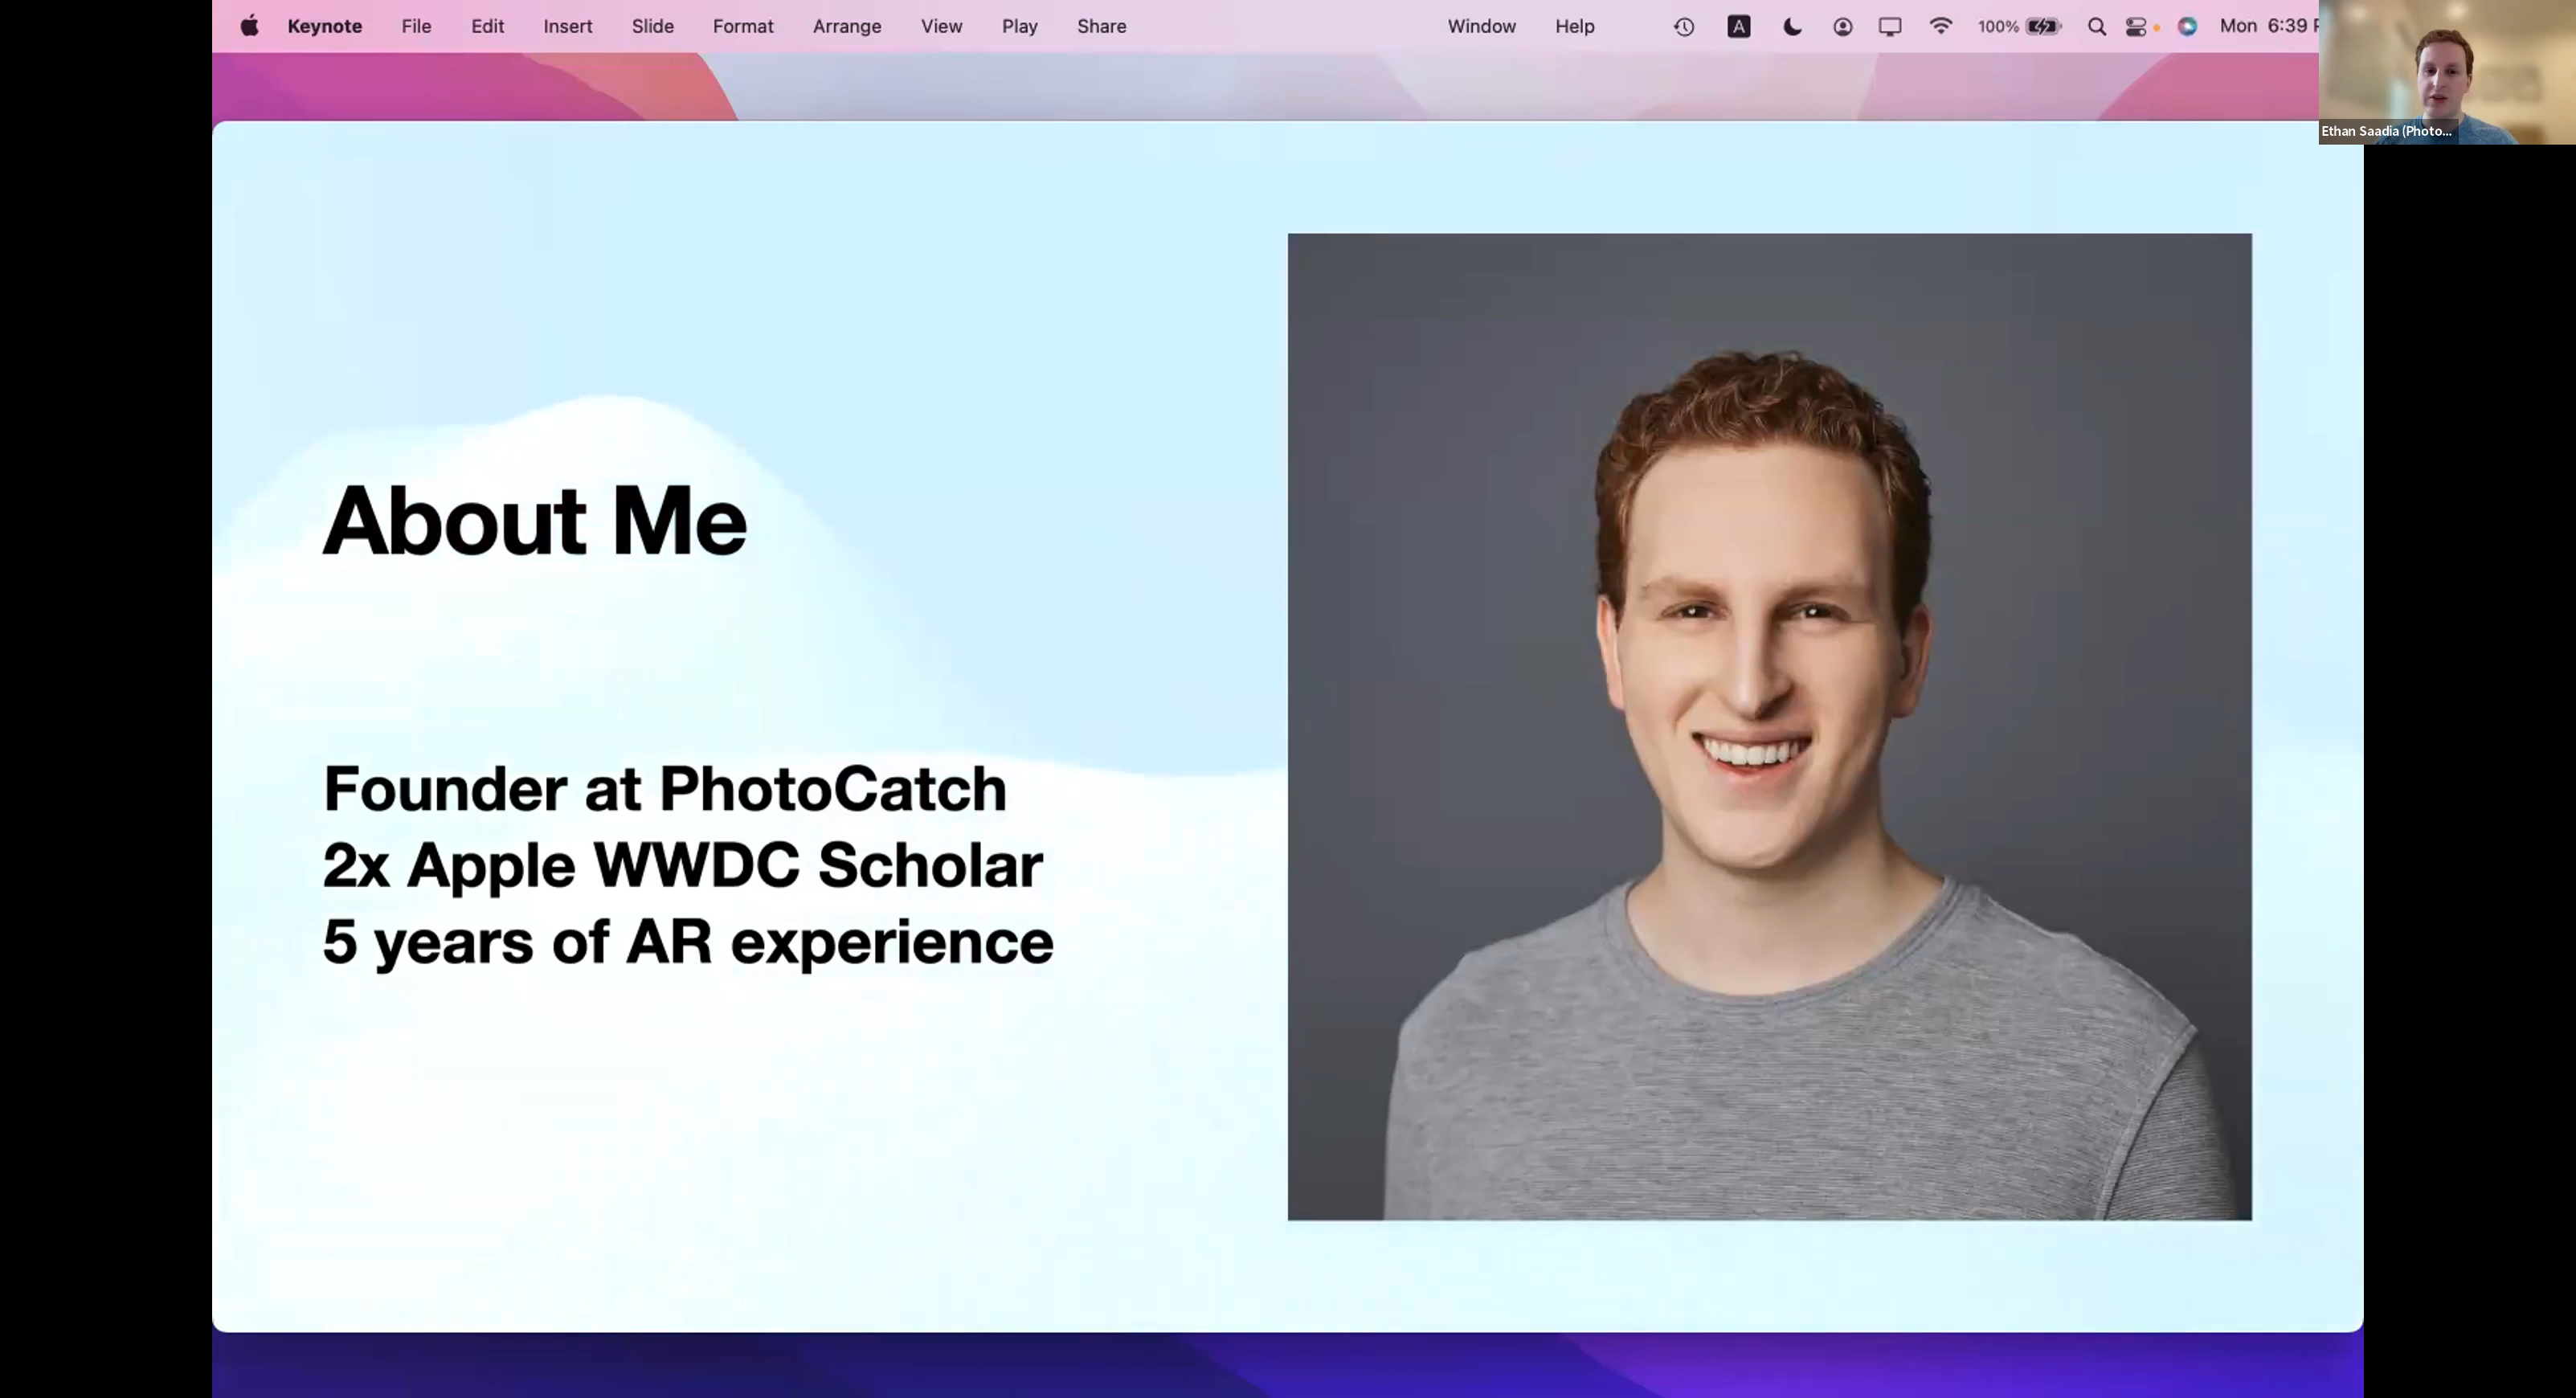 Keynote File Edit Insert Slide Format Arrange View Play Share Window Help A 100% Mon 6:39
Ethan Saadia (Photo...
About Me
Founder at PhotoCatch
2x Apple WWDC Scholar
5 years of AR experience